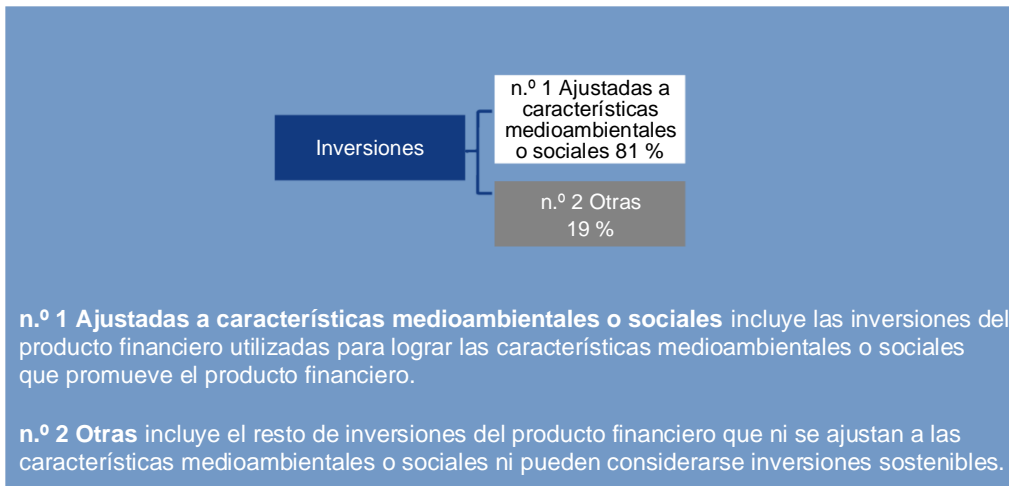 n.º 1 Ajustadas a
características
medioambientales
o sociales 81 %
Inversiones
n.º 2 Otras
19 %
n.º 1 Ajustadas a características medioambientales o sociales incluye las inversiones del
producto financiero utilizadas para lograr las características medioambientales o sociales
que promueve el producto financiero.
n.º 2 Otras incluye el resto de inversiones del producto financiero que ni se ajustan a las
características medioambientales o sociales ni pueden considerarse inversiones sostenibles.